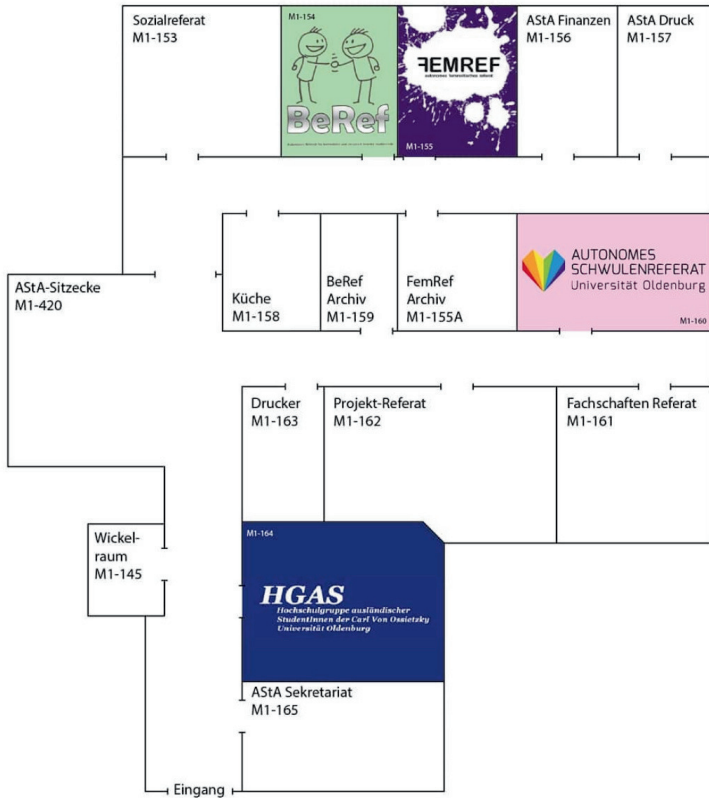 Sozialreferat
M1-153
M1-154
BeRef
FEMREF
autonomes feministisches referat
M1-155
AStA Finanzen
M1-156
AStA Druck
M1-157
AStA-Sitzecke
M1-420
Küche
M1-158
BeRef
Archiv
M1-159
FemRef
Archiv
M1-155A
AUTONOMES
SCHWULENREFERAT
Universität Oldenburg
M1-160
Drucker
M1-163
Projekt-Referat
M1-162
Fachschaften Referat
M1-161
Wickel-
raum
M1-145
M1-164
HGAS
Hochschulgruppe ausländischer
StudentInnen der Carl Von Ossietzky
Universität Oldenburg
AStA Sekretariat
M1-165
Eingang